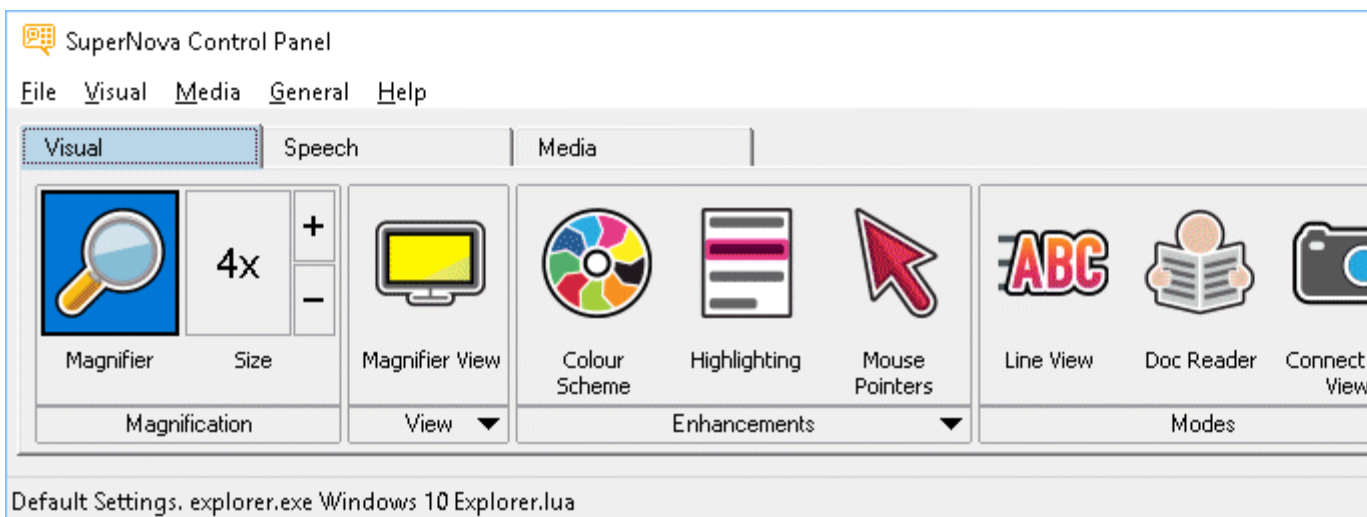 SuperNova Control Panel
File Visual Media General Help
Visual Speech Media
4x + −
ABC
Magnifier Size Magnifier View Colour Scheme Highlighting Mouse Pointers Line View Doc Reader Connect View
Magnification View Enhancements Modes
Default Settings. explorer.exe Windows 10 Explorer.lua